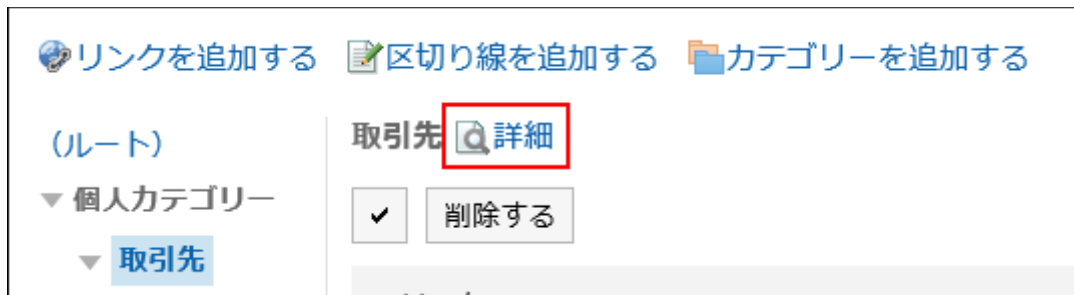 リンクを追加する 区切り線を追加する カテゴリーを追加する
(ルート)
個人カテゴリー
取引先
取引先 詳細
削除する